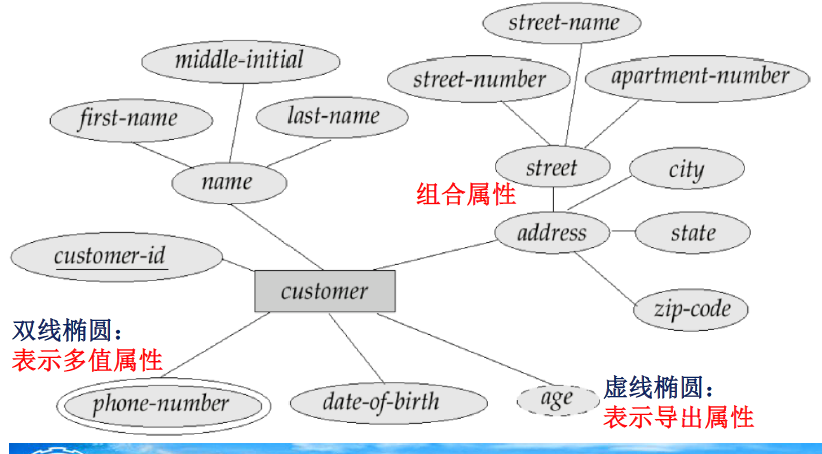 street-name
middle-initial
street-number
apartment-number
first-name
last-name
street
city
name
组合属性
address
state
customer-id
customer
zip-code
双线椭圆：
表示多值属性
phone-number
date-of-birth
age
虚线椭圆：
表示导出属性